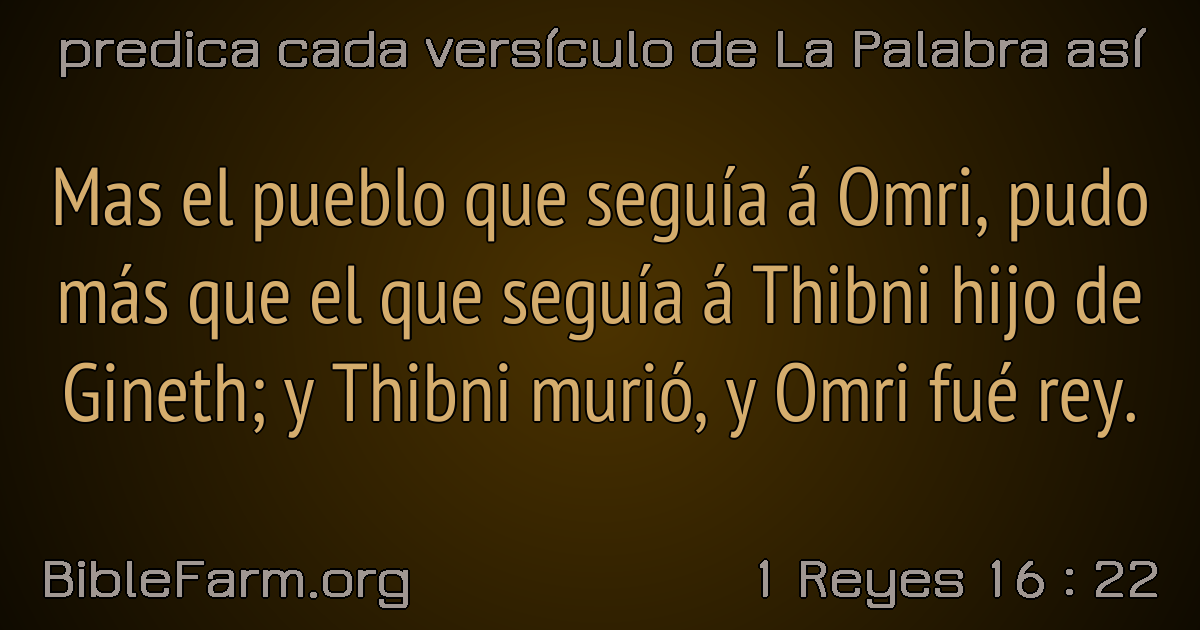 predica cada versículo de La Palabra así
Mas el pueblo que seguía á Omri, pudo
más que el que seguía á Thibni hijo de
Gineth; y Thibni murió, y Omri fué rey.
BibleFarm.org
1 Reyes 16 : 22